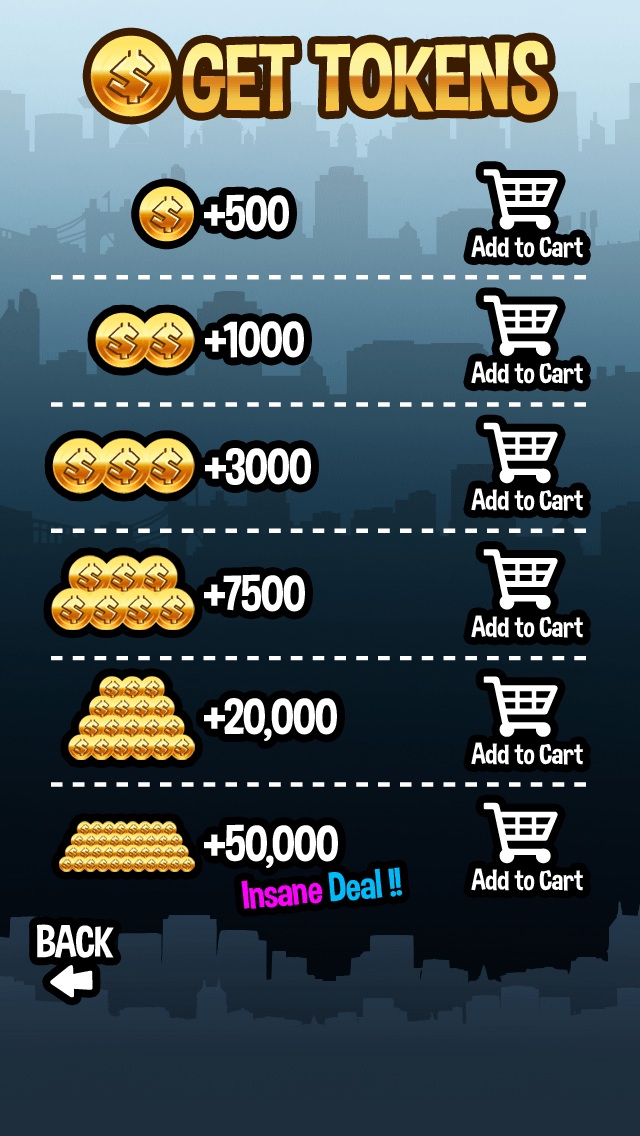 GET TOKENS
+500
Add to Cart
+1000
Add to Cart
+3000
Add to Cart
+7500
Add to Cart
+20,000
Add to Cart
+50,000
Insane Deal !!
Add to Cart
BACK